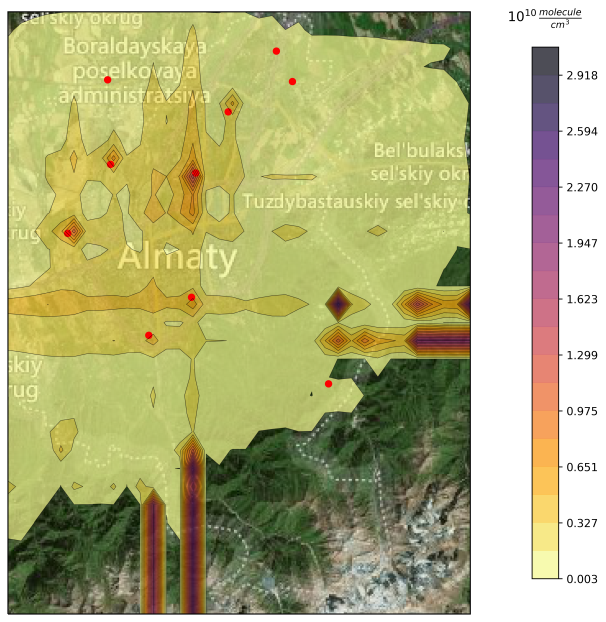 sel'skiy okrug
Boraldayskaya
poselkovaya
administratsiya
Bel'bulaks
sel'skiy okr
Tuzdybastauskiy sel'skiy o
iy
rug
Almaty
skiy
rug
10^10 molecule
cm^3
2.918
2.594
2.270
1.947
1.623
1.299
0.975
0.651
0.327
0.003